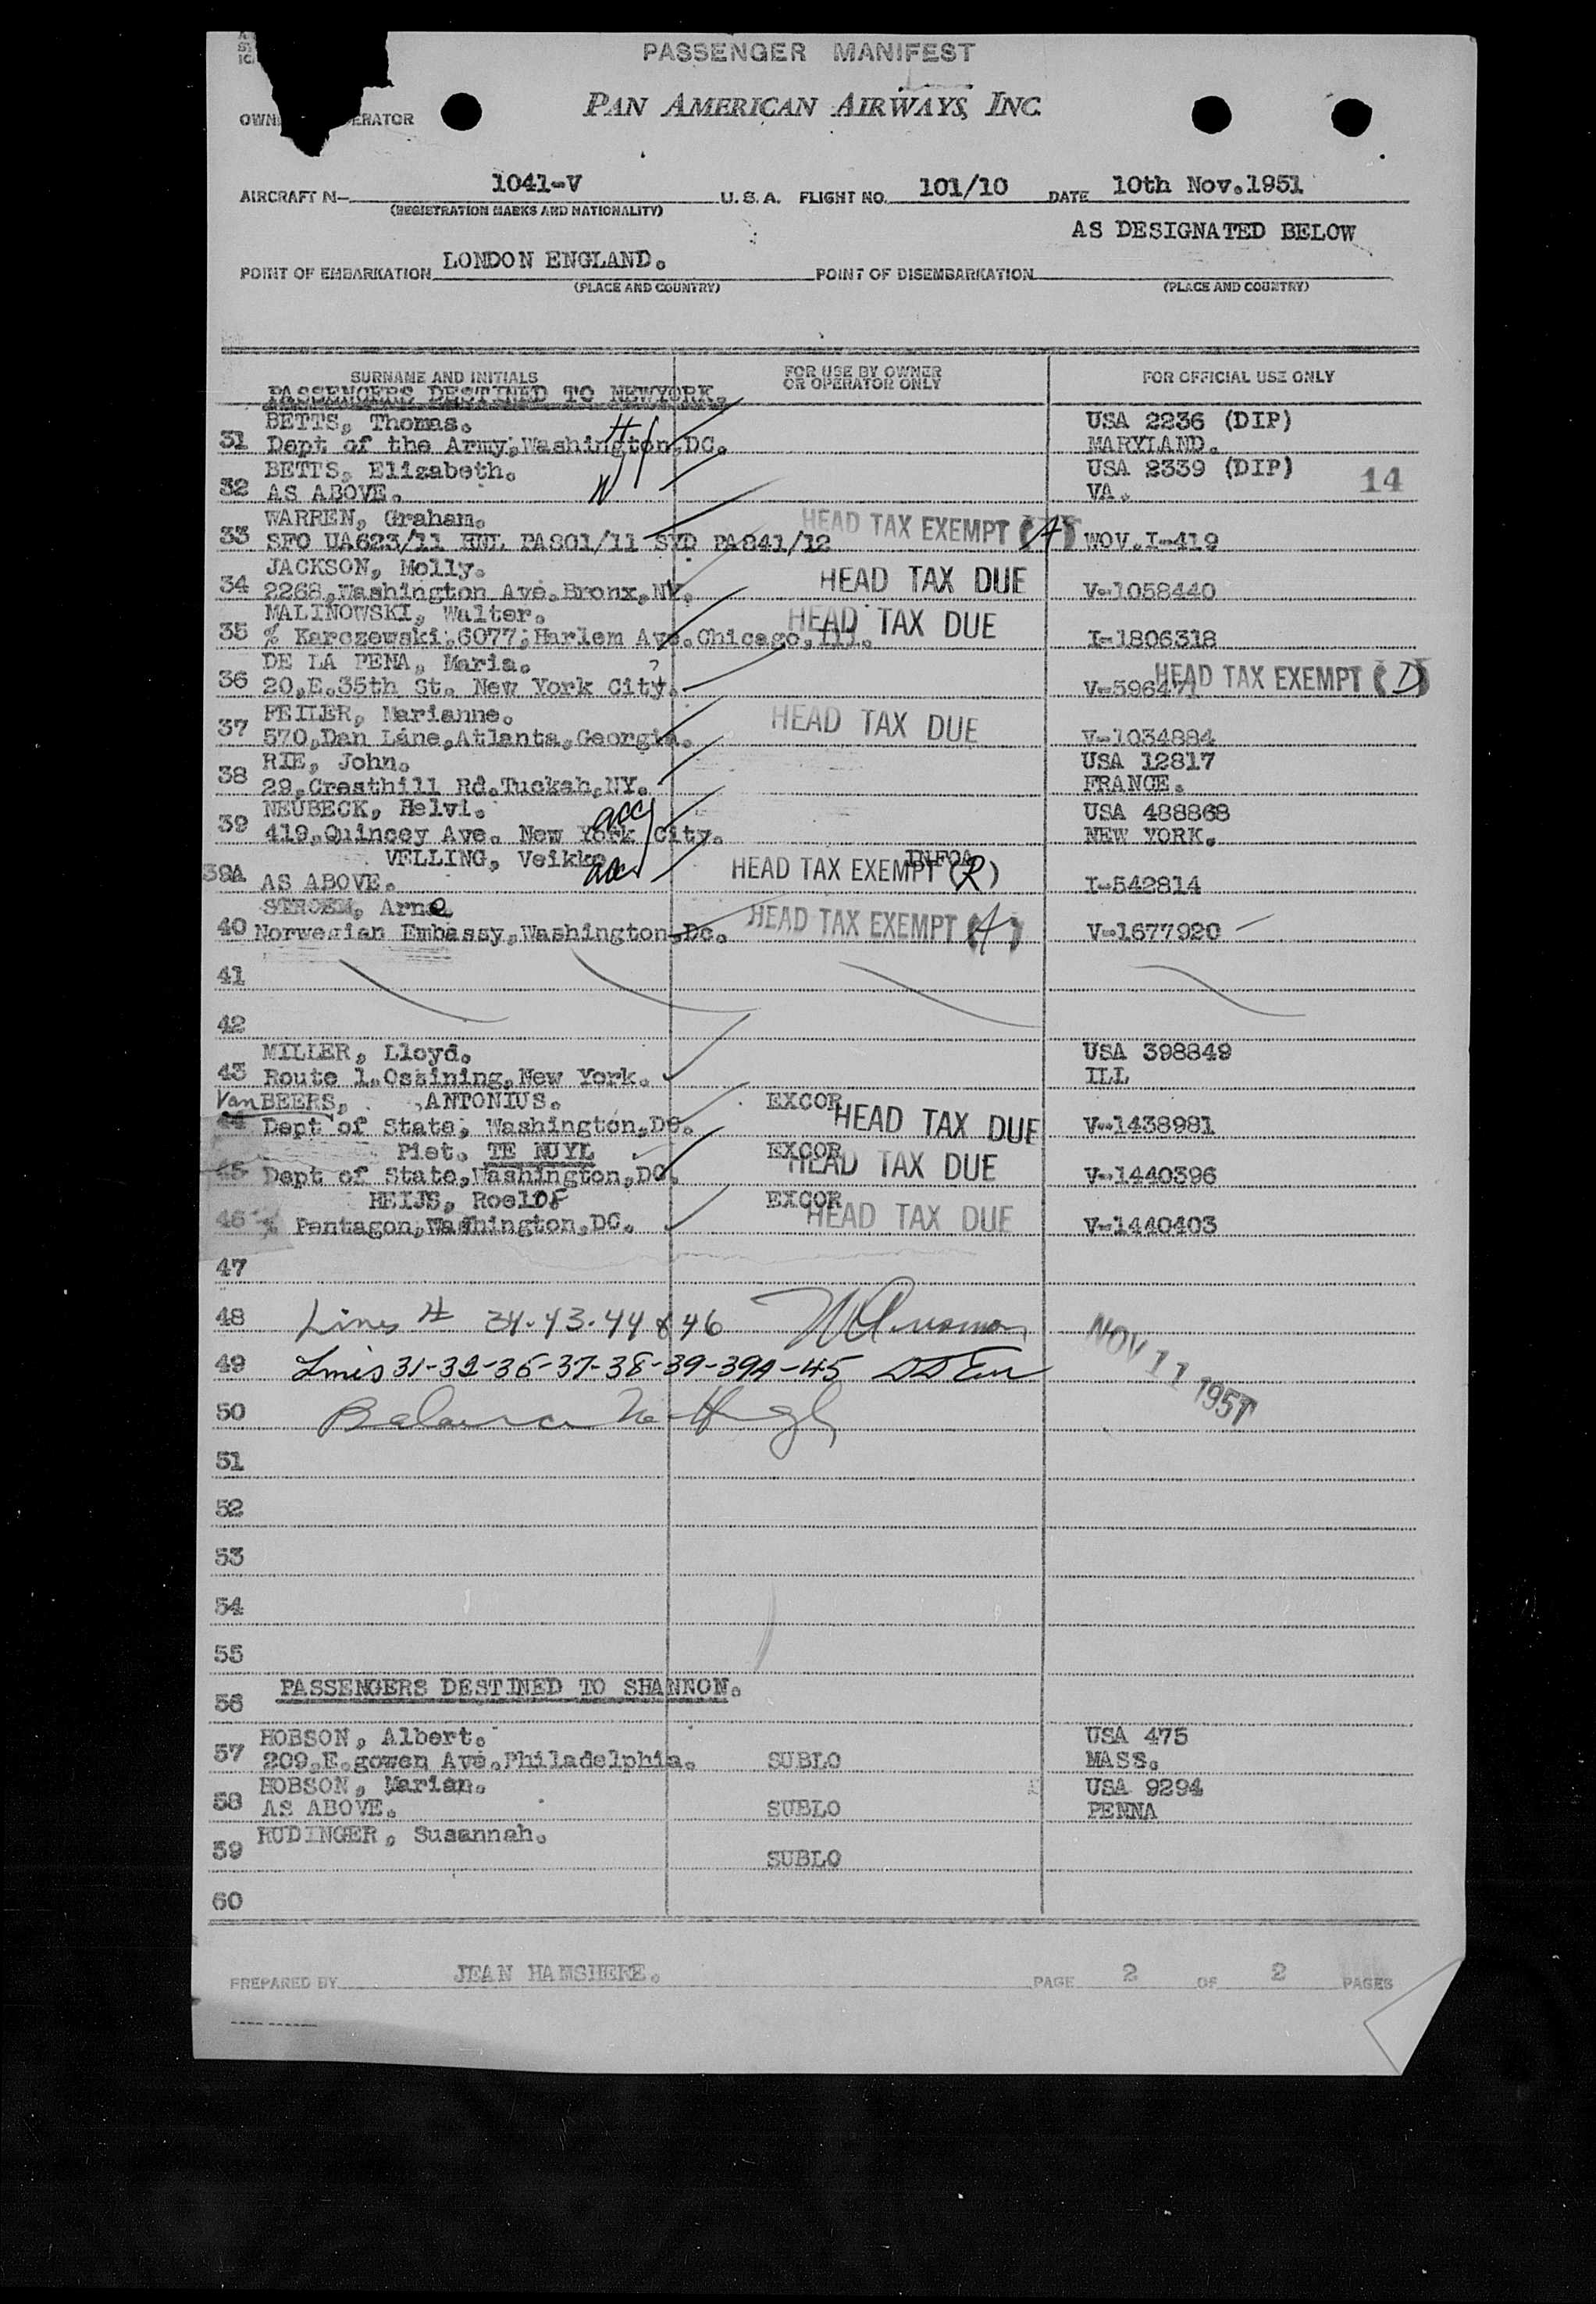 PASSENGER MANIFEST
PAN AMERICAN AIRWAYS, INC.
OWN ERATOR
AIRCRAFT N- 1041-V U. S. A. FLIGHT NO. 101/10 DATE 10th Nov.1951
(REGISTRATION MARKS AND NATIONALITY)
AS DESIGNATED BELOW
POINT OF EMBARKATION LONDON ENGLAND. POINT OF DISEMBARKATION
(PLACE AND COUNTRY) (PLACE AND COUNTRY)
SURNAME AND INITIALS FOR USE BY OWNER OR OPERATOR ONLY FOR OFFICIAL USE ONLY
PASSENGERS DESTINED TO NEWYORK.
BETTS, Thomas. USA 2236 (DIP)
31 Dept of the Army,Washington,DC. MARYLAND.
BETTS, Elizabeth. USA 2339 (DIP)
32 AS ABOVE. VA. 14
WARREN, Graham. HEAD TAX EXEMPT (A)
33 SFO UA623/11 HNL PA801/11 SYD PA841/12 WOV.I-419
JACKSON, Molly. HEAD TAX DUE
34 2268,Washington Ave.Bronx,NY. V-1058440
MALINOWSKI, Walter. HEAD TAX DUE
35 % Karczewski,6077,Harlem Ave.Chicago,Ill. I-1806318
DE LA PENA, Maria. HEAD TAX EXEMPT (D)
36 20,E.35th St. New York City. V-596471
FEILER, Marianne. HEAD TAX DUE
37 570,Dan Lane,Atlanta,Georgia. V-1034884
RIE, John. USA 12817
38 29,Cresthill Rd.Tuckah,NY. FRANCE.
NEUBECK, Helvi. acc USA 488868
39 419,Quincey Ave. New York City. NEW YORK.
VELLING, Veikko acc HEAD TAX EXEMPT (R) INFOA
39A AS ABOVE. I-542814
STROEM, Arne HEAD TAX EXEMPT (A)
40 Norwegian Embassy,Washington,DC. V-1677920
41
42
MILLER, Lloyd. USA 398849
43 Route 1,Ossining,New York. ILL
Van BEERS, ,ANTONIUS. EXCOR HEAD TAX DUE
44 Dept of State, Washington,DC. V-1438981
Piet. TE NUYL EXCOR HEAD TAX DUE
45 Dept of State,Washington,DC. V-1440396
HEIJS, RoelOF EXCOR HEAD TAX DUE
46 % Pentagon,Washington,DC. V-1440403
47
48 Lines # 34-43-44 & 46
49 Lines 31-32-36-37-38-39-39A-45
NOV 11 1951
50 Balance
51
52
53
54
55
56 PASSENGERS DESTINED TO SHANNON.
HOBSON, Albert. USA 475
57 209,E.gowen Ave.Philadelphia. SUBLO MASS.
HOBSON, Marian. USA 9294
58 AS ABOVE. SUBLO PENNA
RUDINGER, Susannah.
59 SUBLO
60
PREPARED BY JEAN HAMSHERE. PAGE 2 OF 2 PAGES